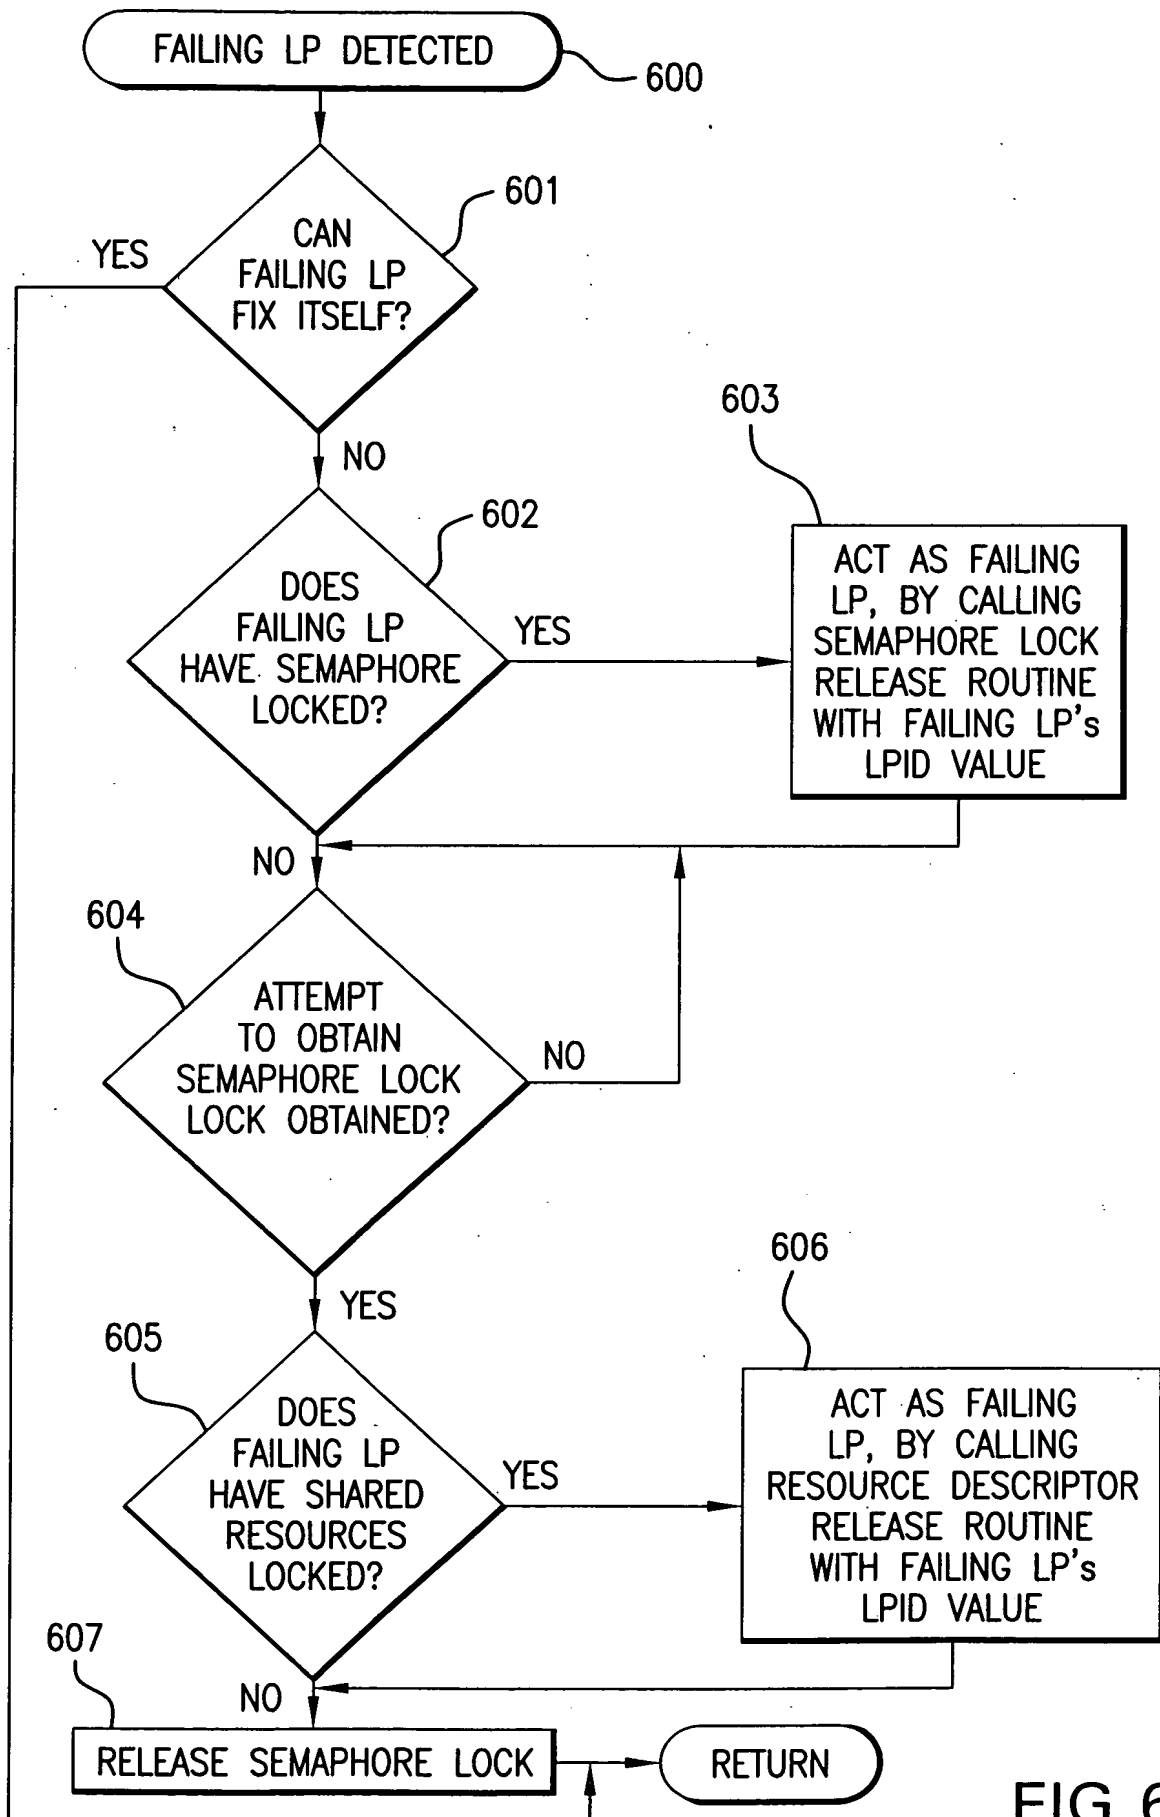 FAILING LP DETECTED
600
601
CAN
FAILING LP
FIX ITSELF?
YES
NO
602
DOES
FAILING LP
HAVE SEMAPHORE
LOCKED?
YES
603
ACT AS FAILING
LP, BY CALLING
SEMAPHORE LOCK
RELEASE ROUTINE
WITH FAILING LP's
LPID VALUE
NO
604
ATTEMPT
TO OBTAIN
SEMAPHORE LOCK
LOCK OBTAINED?
NO
YES
605
DOES
FAILING LP
HAVE SHARED
RESOURCES
LOCKED?
YES
606
ACT AS FAILING
LP, BY CALLING
RESOURCE DESCRIPTOR
RELEASE ROUTINE
WITH FAILING LP's
LPID VALUE
NO
607
RELEASE SEMAPHORE LOCK
RETURN
FIG 6